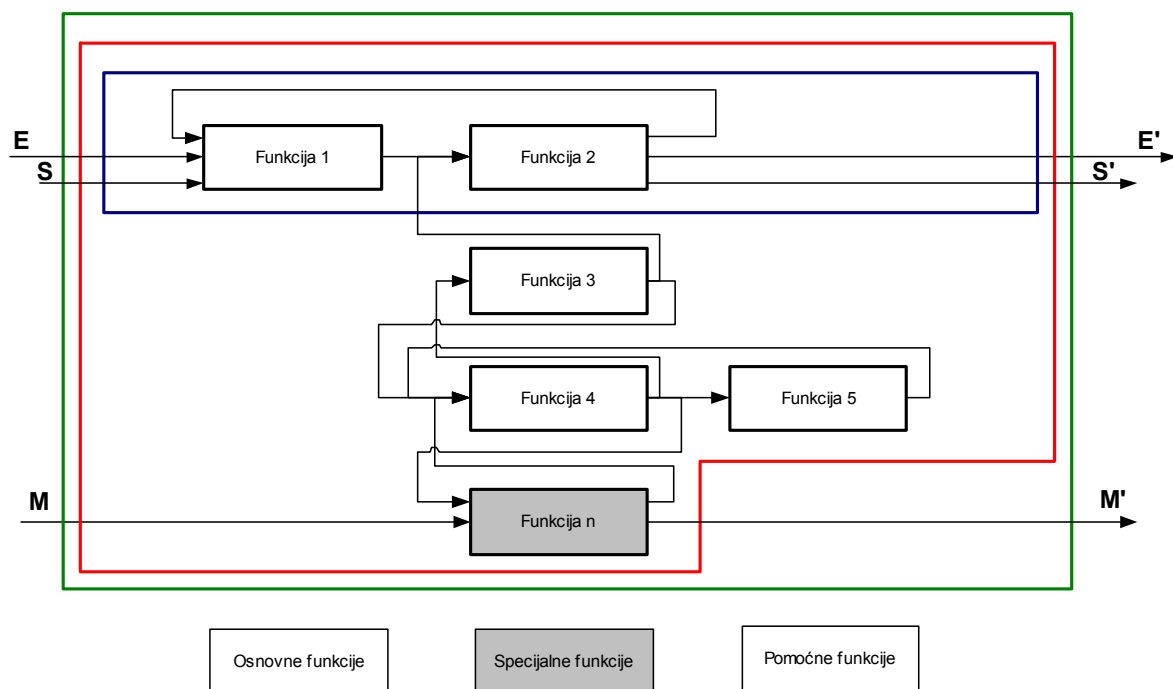 E
S
Funkcija 1
Funkcija 2
E'
S'
Funkcija 3
Funkcija 4
Funkcija 5
M
Funkcija n
M'
Osnovne funkcije
Specijalne funkcije
Pomoćne funkcije